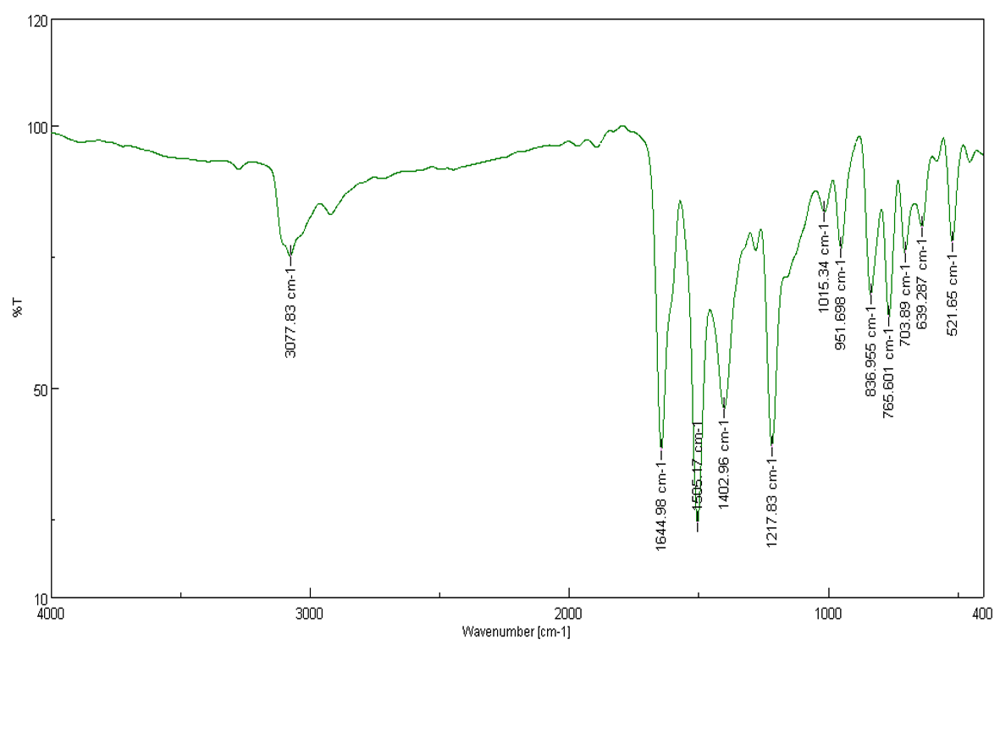 120
100
%T
50
10
4000
3000
2000
1000
400
Wavenumber [cm-1]
3077.83 cm-1
1644.98 cm-1
1505.17 cm-1
1402.96 cm-1
1217.83 cm-1
1015.34 cm-1
951.698 cm-1
836.955 cm-1
765.601 cm-1
703.89 cm-1
639.287 cm-1
521.65 cm-1